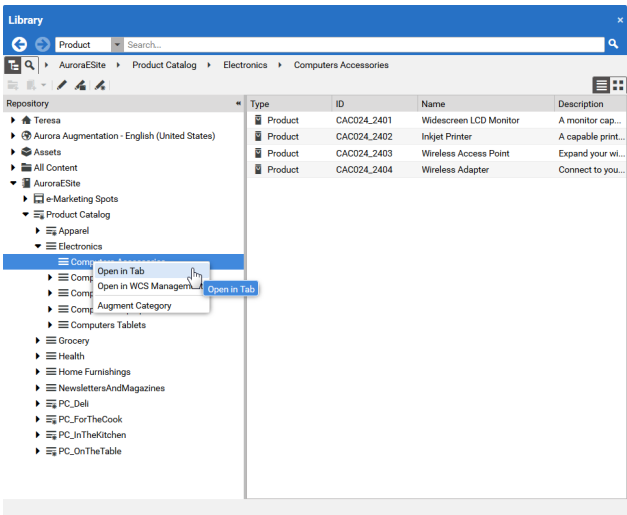 Library ×
Product Search...
AuroraESite Product Catalog Electronics Computers Accessories
Repository « Type ID Name Description
Teresa
Aurora Augmentation - English (United States)
Assets
All Content
AuroraESite
e-Marketing Spots
Product Catalog
Apparel
Electronics
Open in Tab
Open in WCS Management
Open in Tab
Augment Category
Computers Tablets
Grocery
Health
Home Furnishings
NewslettersAndMagazines
PC_Deli
PC_ForTheCook
PC_InTheKitchen
PC_OnTheTable
Product CAC024_2401 Widescreen LCD Monitor A monitor cap...
Product CAC024_2402 Inkjet Printer A capable print...
Product CAC024_2403 Wireless Access Point Expand your wi...
Product CAC024_2404 Wireless Adapter Connect to you...